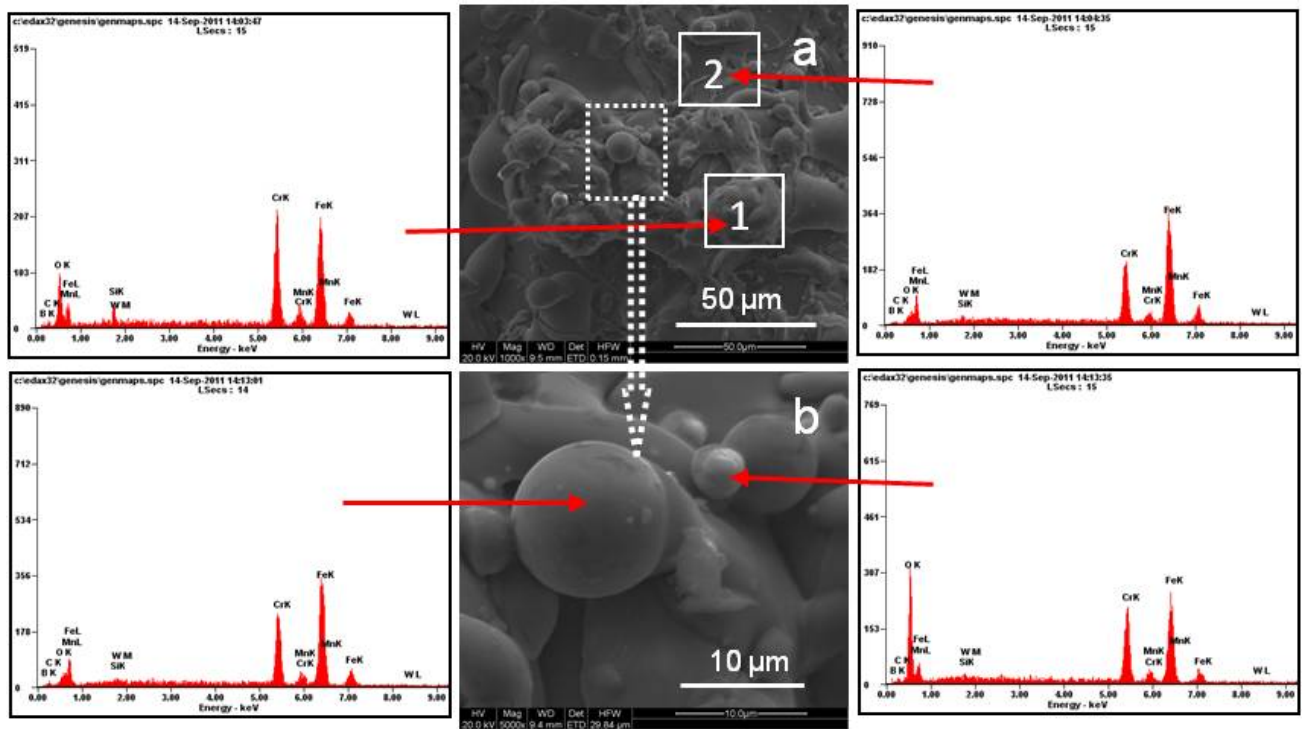 c:\edax32\genesis\genmaps.spc 14-Sep-2011 14:03:47
LSecs : 15
519
415
311
207
103
0
CrK
FeK
O K
FeL
MnL
C K
B K
SiK
W M
MnK
MnK
CrK
FeK
W L
0.00 1.00 2.00 3.00 4.00 5.00 6.00 7.00 8.00 9.00
Energy - keV
a
2
1
50 µm
HV Mag WD Det HFW
20.0 kV 1000x 9.5 mm ETD 0.15 mm
50.0µm
c:\edax32\genesis\genmaps.spc 14-Sep-2011 14:04:35
LSecs : 15
910
728
546
364
182
0
FeK
CrK
FeL
MnL
O K
C K
B K
W M
SiK
MnK
MnK
CrK
FeK
W L
1.00 2.00 3.00 4.00 5.00 6.00 7.00 8.00 9.00
Energy - keV
c:\edax32\genesis\genmaps.spc 14-Sep-2011 14:13:01
LSecs : 14
890
712
534
356
178
0
FeK
CrK
FeL
MnL
O K
C K
B K
W M
SiK
MnK
MnK
CrK
FeK
W L
1.00 2.00 3.00 4.00 5.00 6.00 7.00 8.00 9.00
Energy - keV
b
10 µm
HV Mag WD Det HFW
20.0 kV 5000x 9.4 mm ETD 29.84 µm
10.0µm
c:\edax32\genesis\genmaps.spc 14-Sep-2011 14:13:35
LSecs : 15
769
615
461
307
153
0
O K
CrK
FeK
FeL
MnL
C K
B K
W M
SiK
MnK
MnK
CrK
FeK
W L
0.00 1.00 2.00 3.00 4.00 5.00 6.00 7.00 8.00 9.00
Energy - keV